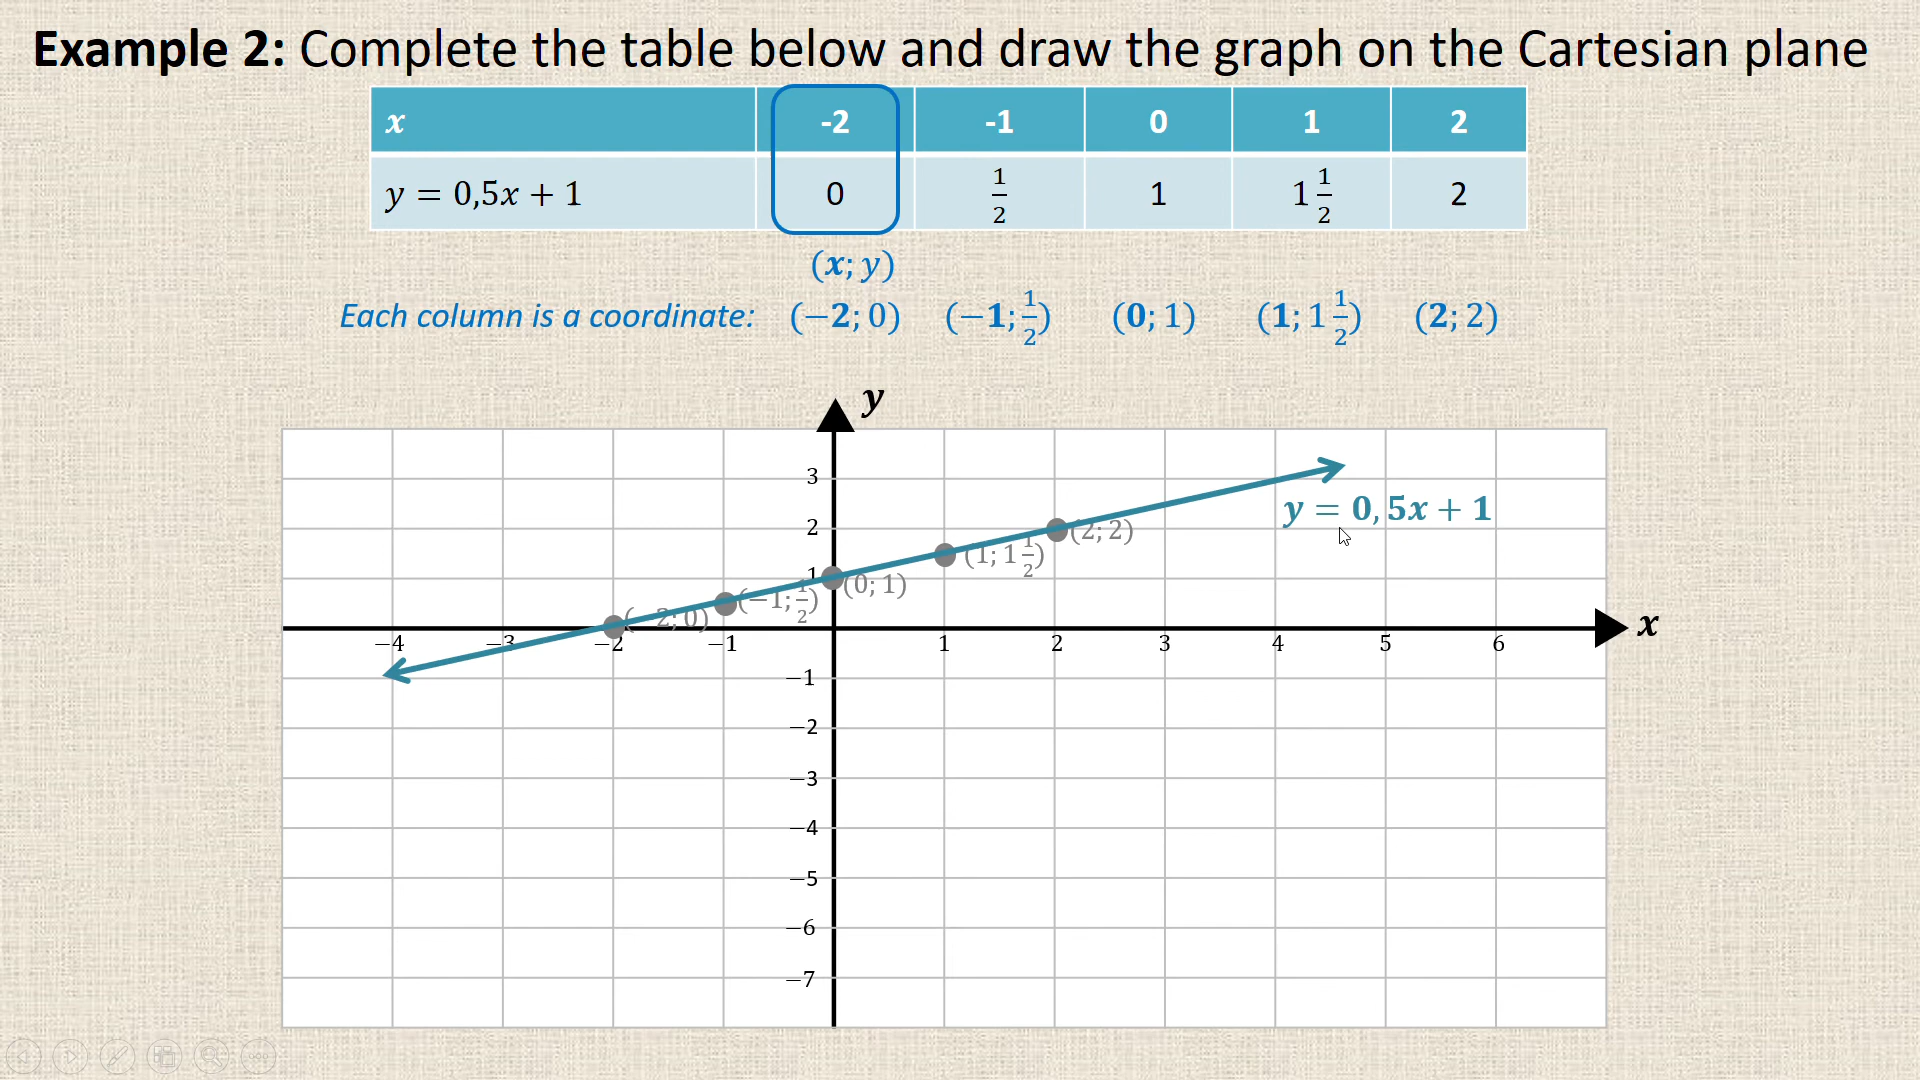 Example 2: Complete the table below and draw the graph on the Cartesian plane
x -2 -1 0 1 2
y = 0,5x + 1 0 1/2 1 1 1/2 2
(x; y)
Each column is a coordinate: (−2; 0) (−1; 1/2) (0; 1) (1; 1 1/2) (2; 2)
y
3
y = 0,5x + 1
2 (2; 2)
(1; 1 1/2)
1 (0; 1)
(−1; 1/2)
(−2; 0)
x
−4 −3 −2 −1 1 2 3 4 5 6
−1
−2
−3
−4
−5
−6
−7